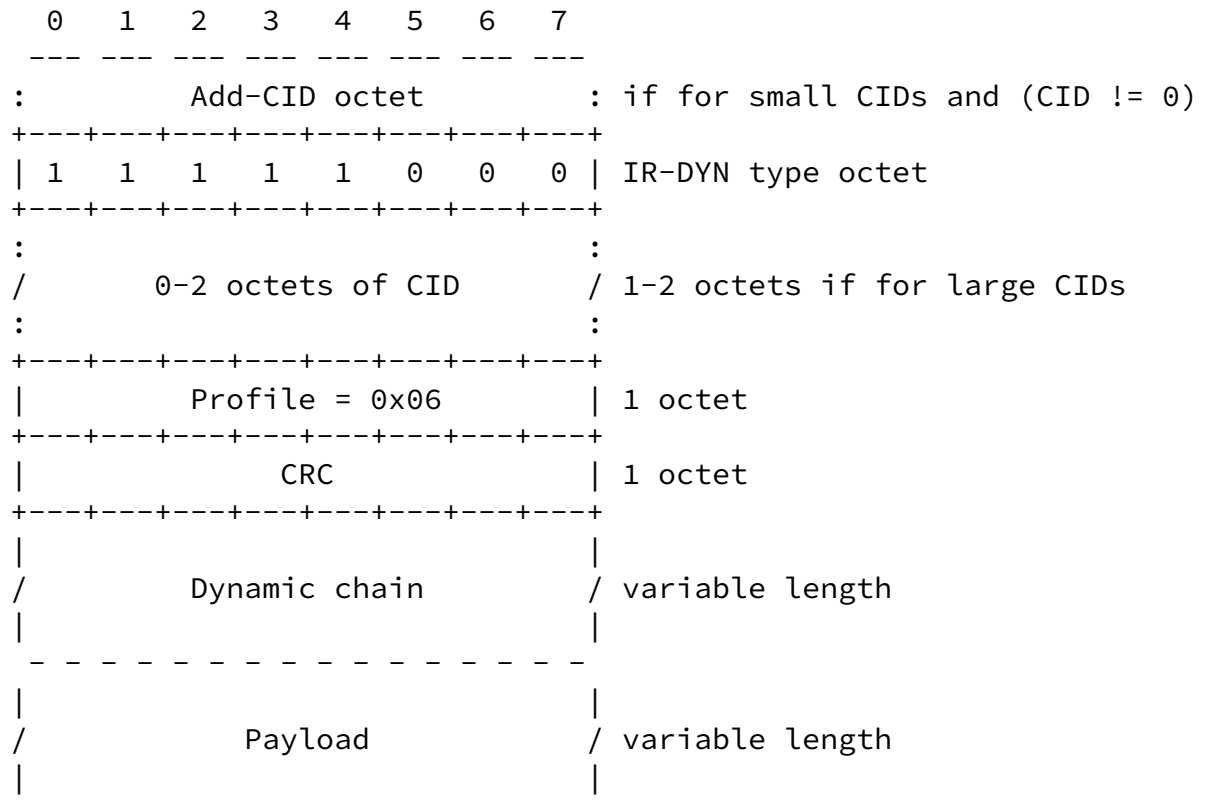 0   1   2   3   4   5   6   7
    --- --- --- --- --- --- --- ---
   :         Add-CID octet         : if for small CIDs and (CID != 0)
   +---+---+---+---+---+---+---+---+
   | 1   1   1   1   1   0   0   0 | IR-DYN type octet
   +---+---+---+---+---+---+---+---+
   :                               :
   /       0-2 octets of CID       / 1-2 octets if for large CIDs
   :                               :
   +---+---+---+---+---+---+---+---+
   |         Profile = 0x06        | 1 octet
   +---+---+---+---+---+---+---+---+
   |              CRC              | 1 octet
   +---+---+---+---+---+---+---+---+
   |                               |
   /         Dynamic chain         / variable length
   |                               |
    - - - - - - - - - - - - - - - -
   |                               |
   /            Payload            / variable length
   |                               |